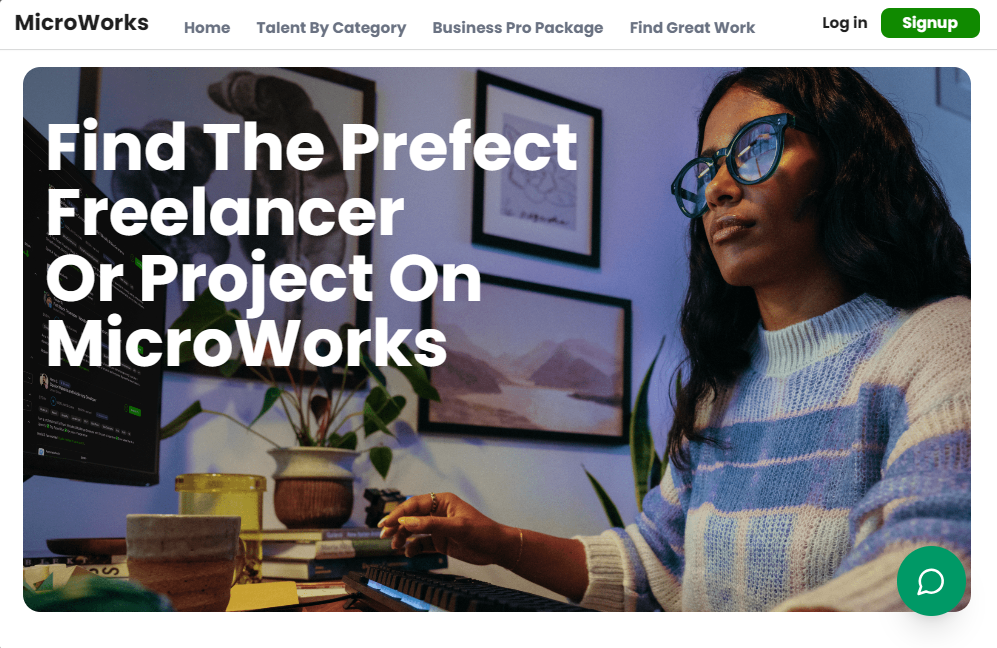 MicroWorks
Home Talent By Category Business Pro Package Find Great Work
Log in Signup
Find The Prefect
Freelancer
Or Project On
MicroWorks